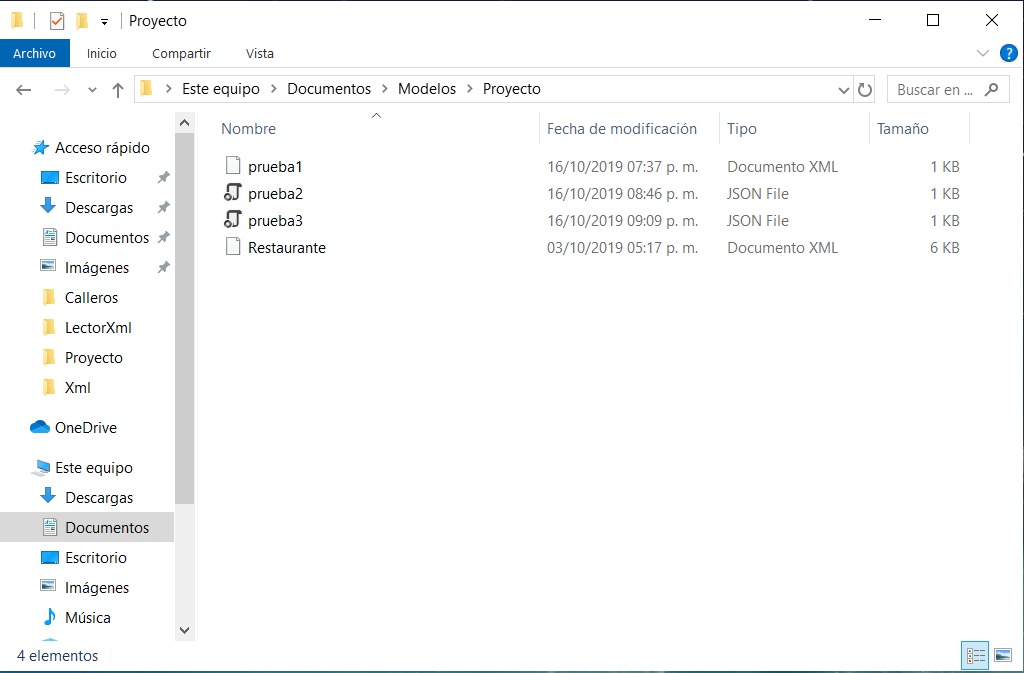 Proyecto
Archivo Inicio Compartir Vista
Este equipo Documentos Modelos Proyecto
Buscar en ...
Nombre Fecha de modificación Tipo Tamaño
prueba1 16/10/2019 07:37 p. m. Documento XML 1 KB
prueba2 16/10/2019 08:46 p. m. JSON File 1 KB
prueba3 16/10/2019 09:09 p. m. JSON File 1 KB
Restaurante 03/10/2019 05:17 p. m. Documento XML 6 KB
Acceso rápido
Escritorio
Descargas
Documentos
Imágenes
Calleros
LectorXml
Proyecto
Xml
OneDrive
Este equipo
Descargas
Documentos
Escritorio
Imágenes
Música
4 elementos